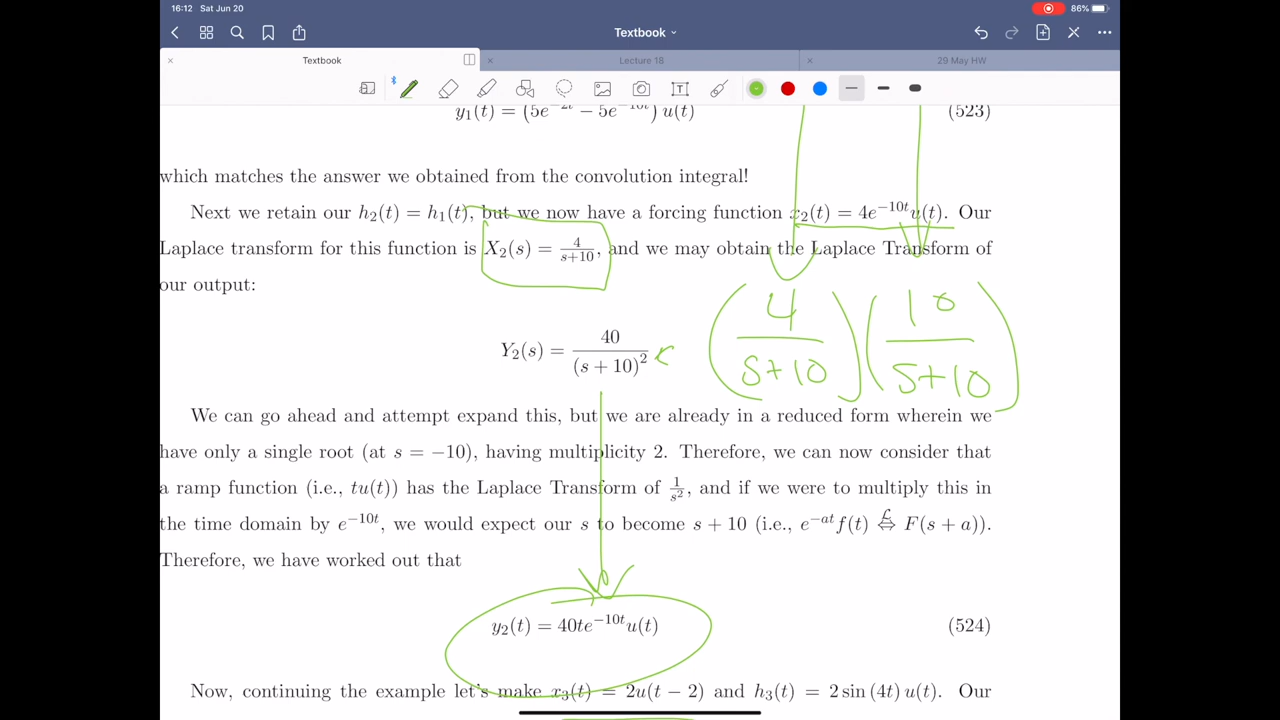 16:12 Sat Jun 20
86%
Textbook
Textbook
Lecture 18
29 May HW
y₁(t) = (5e⁻²ᵗ − 5e⁻¹⁰ᵗ) u(t) (523)
which matches the answer we obtained from the convolution integral!
Next we retain our h₂(t) = h₁(t), but we now have a forcing function x₂(t) = 4e⁻¹⁰ᵗu(t). Our
Laplace transform for this function is X₂(s) = 4/(s+10), and we may obtain the Laplace Transform of
our output:
Y₂(s) = 40/(s + 10)²
(4/(s+10)) (10/(s+10))
We can go ahead and attempt expand this, but we are already in a reduced form wherein we
have only a single root (at s = −10), having multiplicity 2. Therefore, we can now consider that
a ramp function (i.e., tu(t)) has the Laplace Transform of 1/s², and if we were to multiply this in
the time domain by e⁻¹⁰ᵗ, we would expect our s to become s + 10 (i.e., e⁻ᵃᵗf(t) ⇔ᴸ F(s + a)).
Therefore, we have worked out that
y₂(t) = 40te⁻¹⁰ᵗu(t) (524)
Now, continuing the example let's make x₃(t) = 2u(t − 2) and h₃(t) = 2 sin (4t) u(t). Our